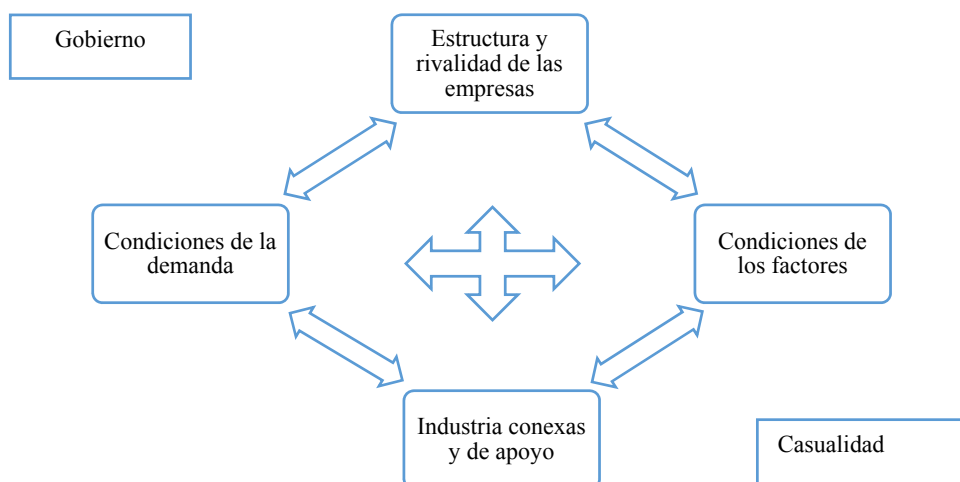 Gobierno
Estructura y
rivalidad de las
empresas
Condiciones de la
demanda
Condiciones de
los factores
Industria conexas
y de apoyo
Casualidad